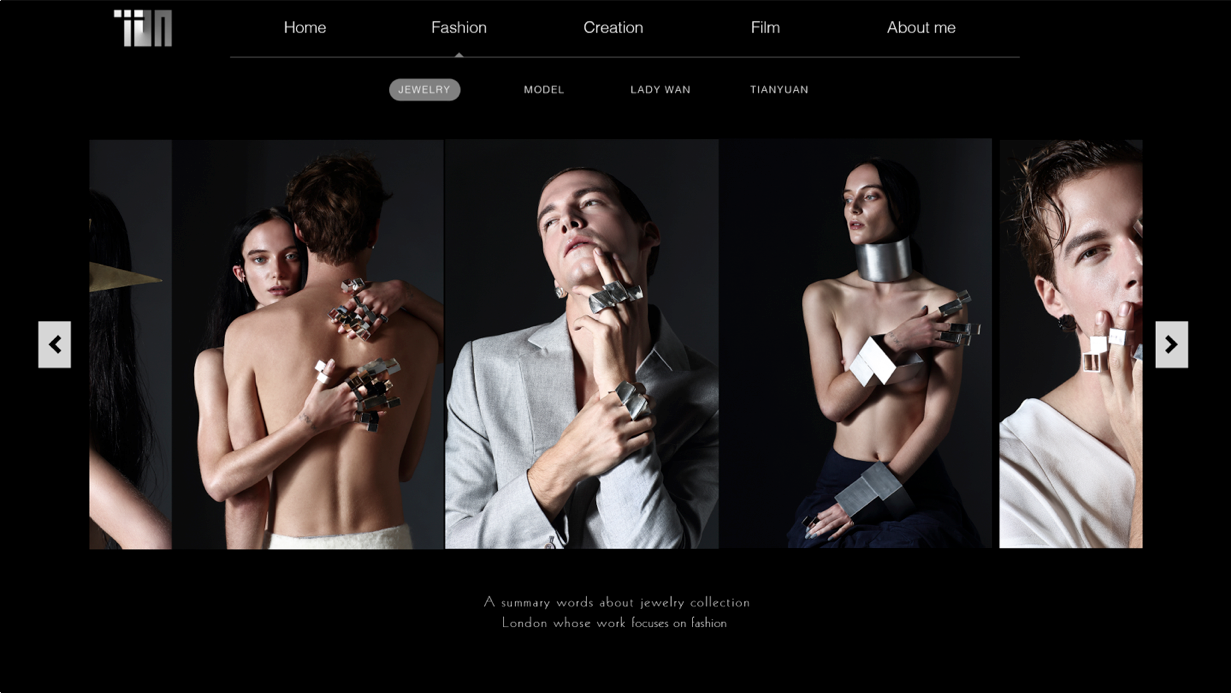 Home Fashion Creation Film About me
JEWELRY MODEL LADY WAN TIANYUAN
A summary words about jewelry collection
London whose work focuses on fashion